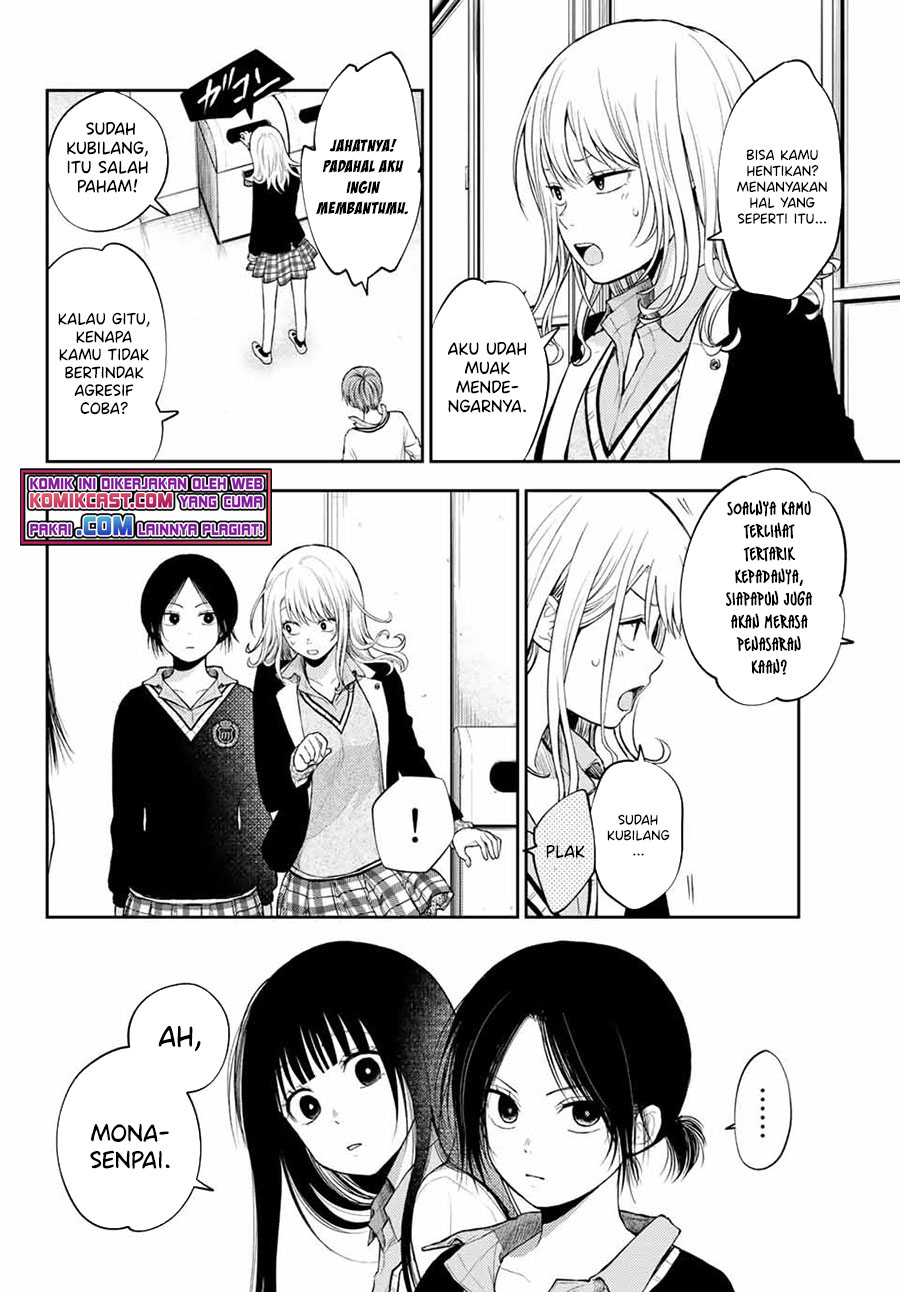 BISA KAMU
HENTIKAN?
MENANYAKAN
HAL YANG
SEPERTI ITU...
AKU UDAH
MUAK
MENDE-
NGARNYA.
ガコン
JAHATNYA!
PADAHAL AKU
INGIN
MEMBANTUMU.
SUDAH
KUBILANG,
ITU SALAH
PAHAM!
KALAU GITU,
KENAPA
KAMU TIDAK
BERTINDAK
AGRESIF
COBA?
KOMIK INI DIKERJAKAN OLEH WEB
KOMIKCAST.COM YANG CUMA
PAKAI .COM LAINNYA PLAGIAT!
SOALNYA KAMU
TERLIHAT
TERTARIK
KEPADANYA,
SIAPAPUN JUGA
AKAN MERASA
PENASARAN
KAAN?
SUDAH
KUBILANG
...
PLAK
!
......
AH,
MONA-
SENPAI.